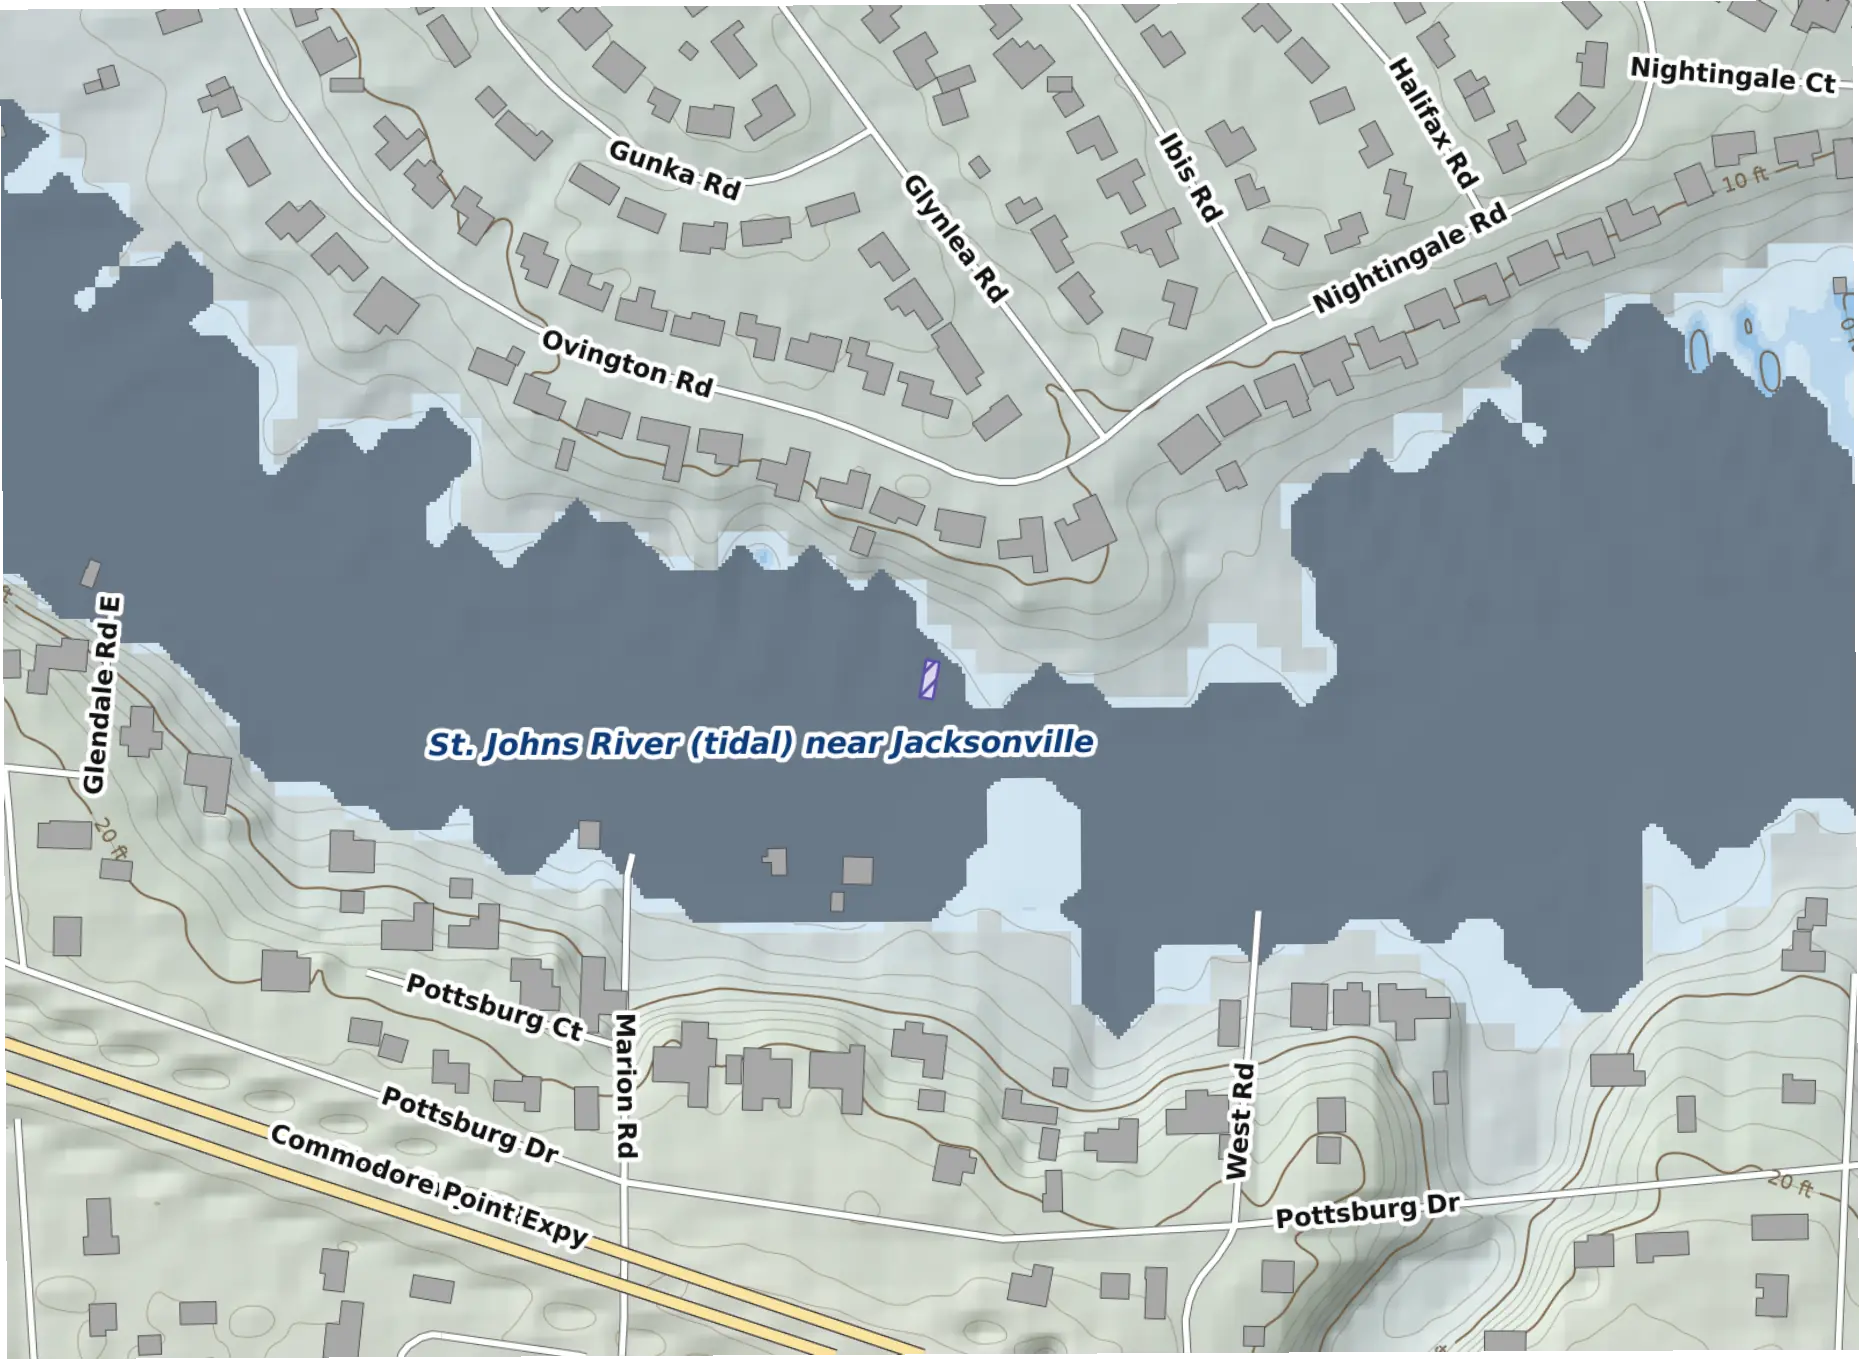 Nightingale Ct
Halifax Rd
Gunka Rd
Ibis Rd
10 ft
Glynlea Rd
Nightingale Rd
Ovington Rd
Glendale Rd E
St. Johns River (tidal) near Jacksonville
20 ft
Pottsburg Ct
Marion Rd
Pottsburg Dr
West Rd
Commodore Point Expy
Pottsburg Dr
20 ft